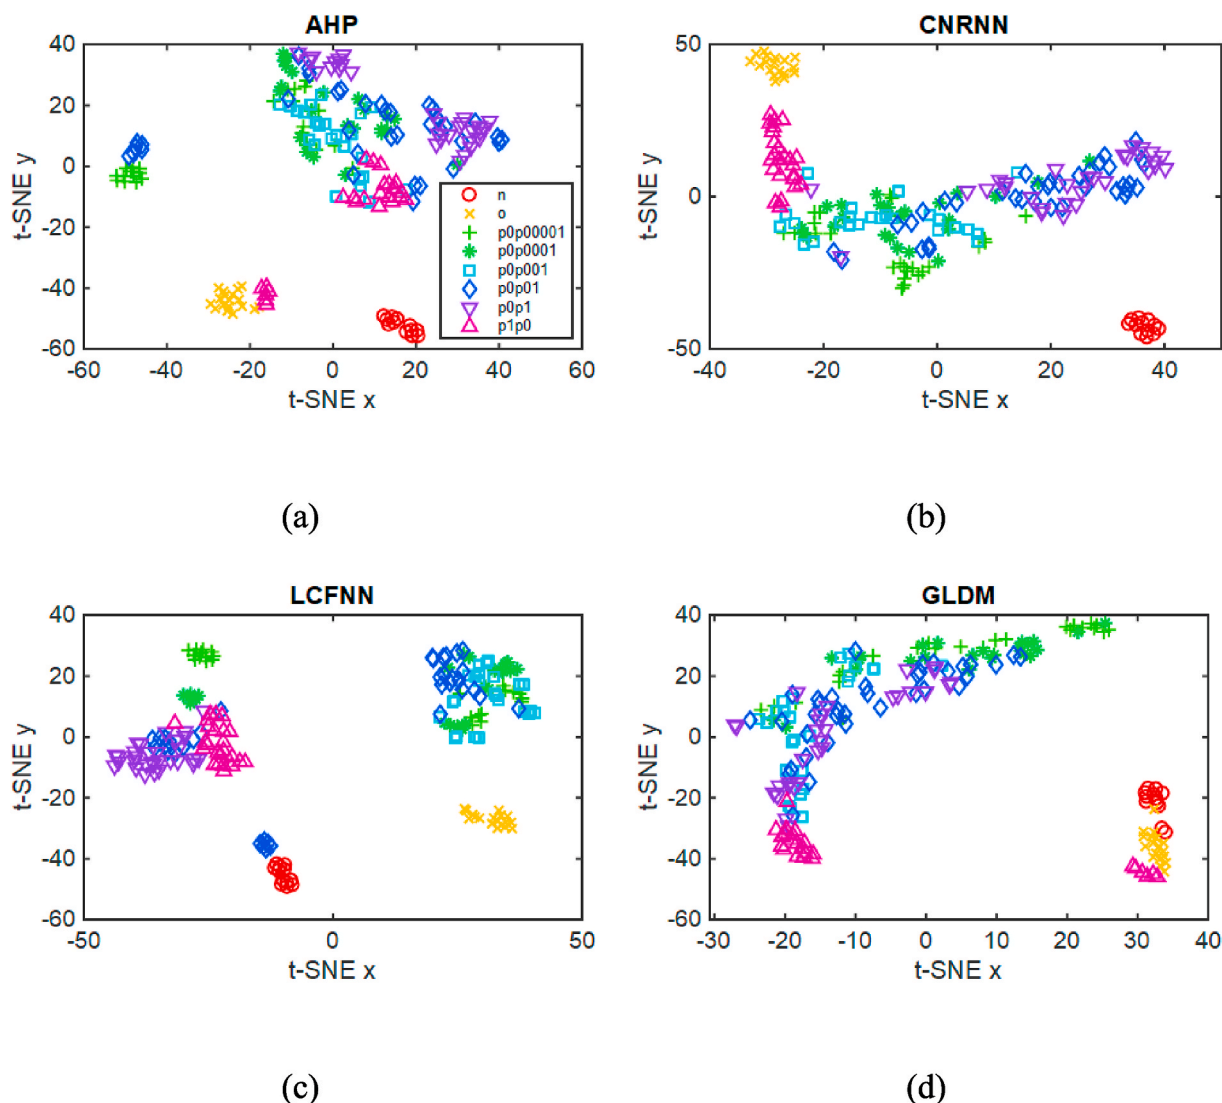 AHP
40
20
0
-20
-40
-60
-60 -40 -20 0 20 40 60
t-SNE y
t-SNE x
n
o
p0p00001
p0p0001
p0p001
p0p01
p0p1
p1p0
(a)
CNRNN
50
0
-50
-40 -20 0 20 40
t-SNE y
t-SNE x
(b)
LCFNN
40
20
0
-20
-40
-60
-50 0 50
t-SNE y
t-SNE x
(c)
GLDM
40
20
0
-20
-40
-60
-30 -20 -10 0 10 20 30 40
t-SNE y
t-SNE x
(d)